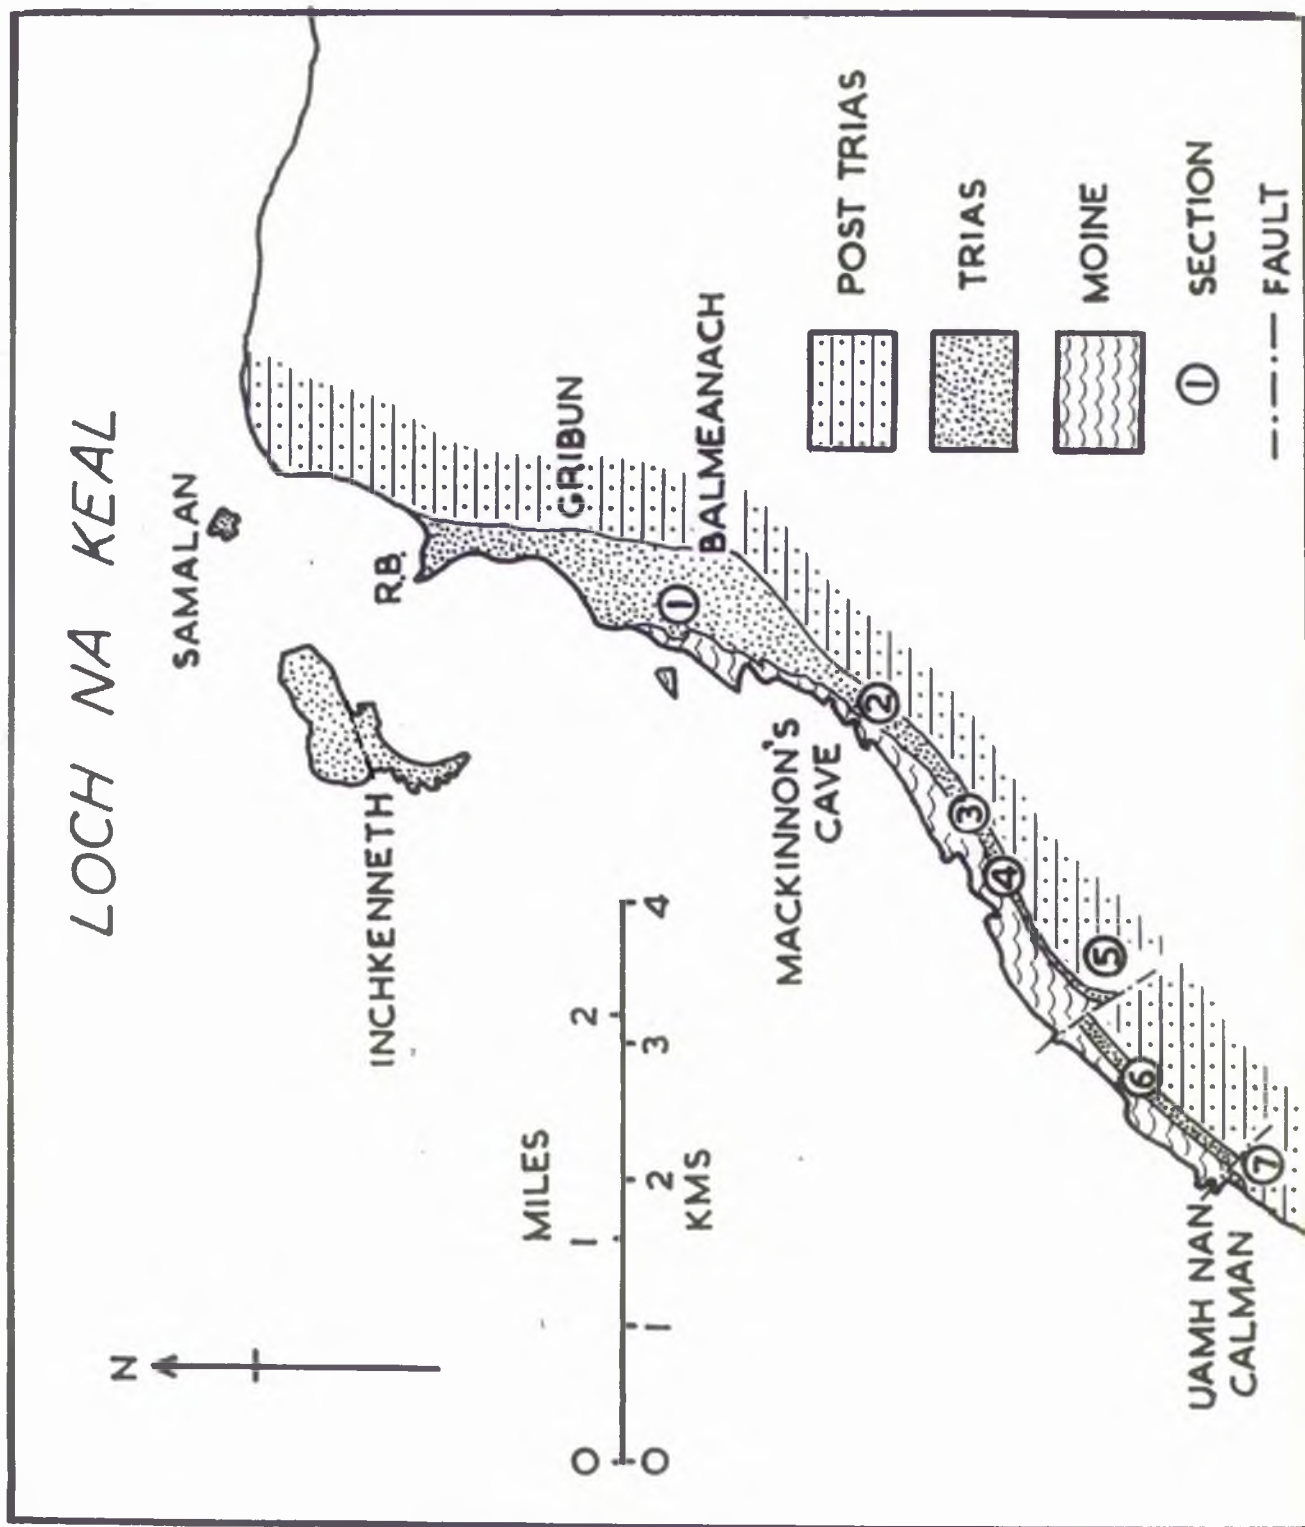 LOCH NA KEAL
N
SAMALAN
INCHKENNETH
R.B.
GRIBUN
BALMEANACH
MACKINNON'S
CAVE
UAMH NAN
CALMAN
MILES
0 1 2
0 1 2 3 4
KMS
1
2
3
4
5
6
7
POST TRIAS
TRIAS
MOINE
1 SECTION
FAULT